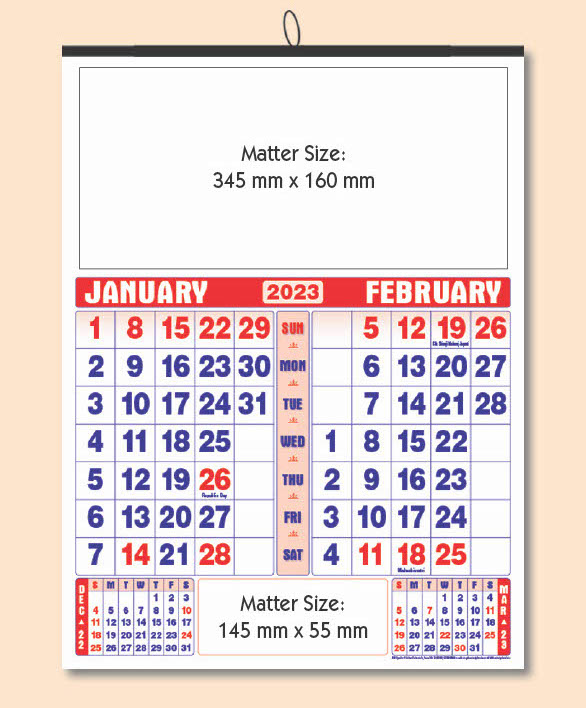 Matter Size:
345 mm x 160 mm
JANUARY 2023 FEBRUARY
1 8 15 22 29 SUN 5 12 19 26
2 9 16 23 30 MON 6 13 20 27
3 10 17 24 31 TUE 7 14 21 28
4 11 18 25 WED 1 8 15 22
5 12 19 26 THU 2 9 16 23
Republic Day
6 13 20 27 FRI 3 10 17 24
7 14 21 28 SAT 4 11 18 25
Matter Size:
145 mm x 55 mm
DEC 22
S M T W T F S
1 2 3
4 5 6 7 8 9 10
11 12 13 14 15 16 17
18 19 20 21 22 23 24
25 26 27 28 29 30 31
S M T W T F S
1 2 3 4
5 6 7 8 9 10 11
12 13 14 15 16 17 18
19 20 21 22 23 24 25
26 27 28 29 30 31
MAR 23